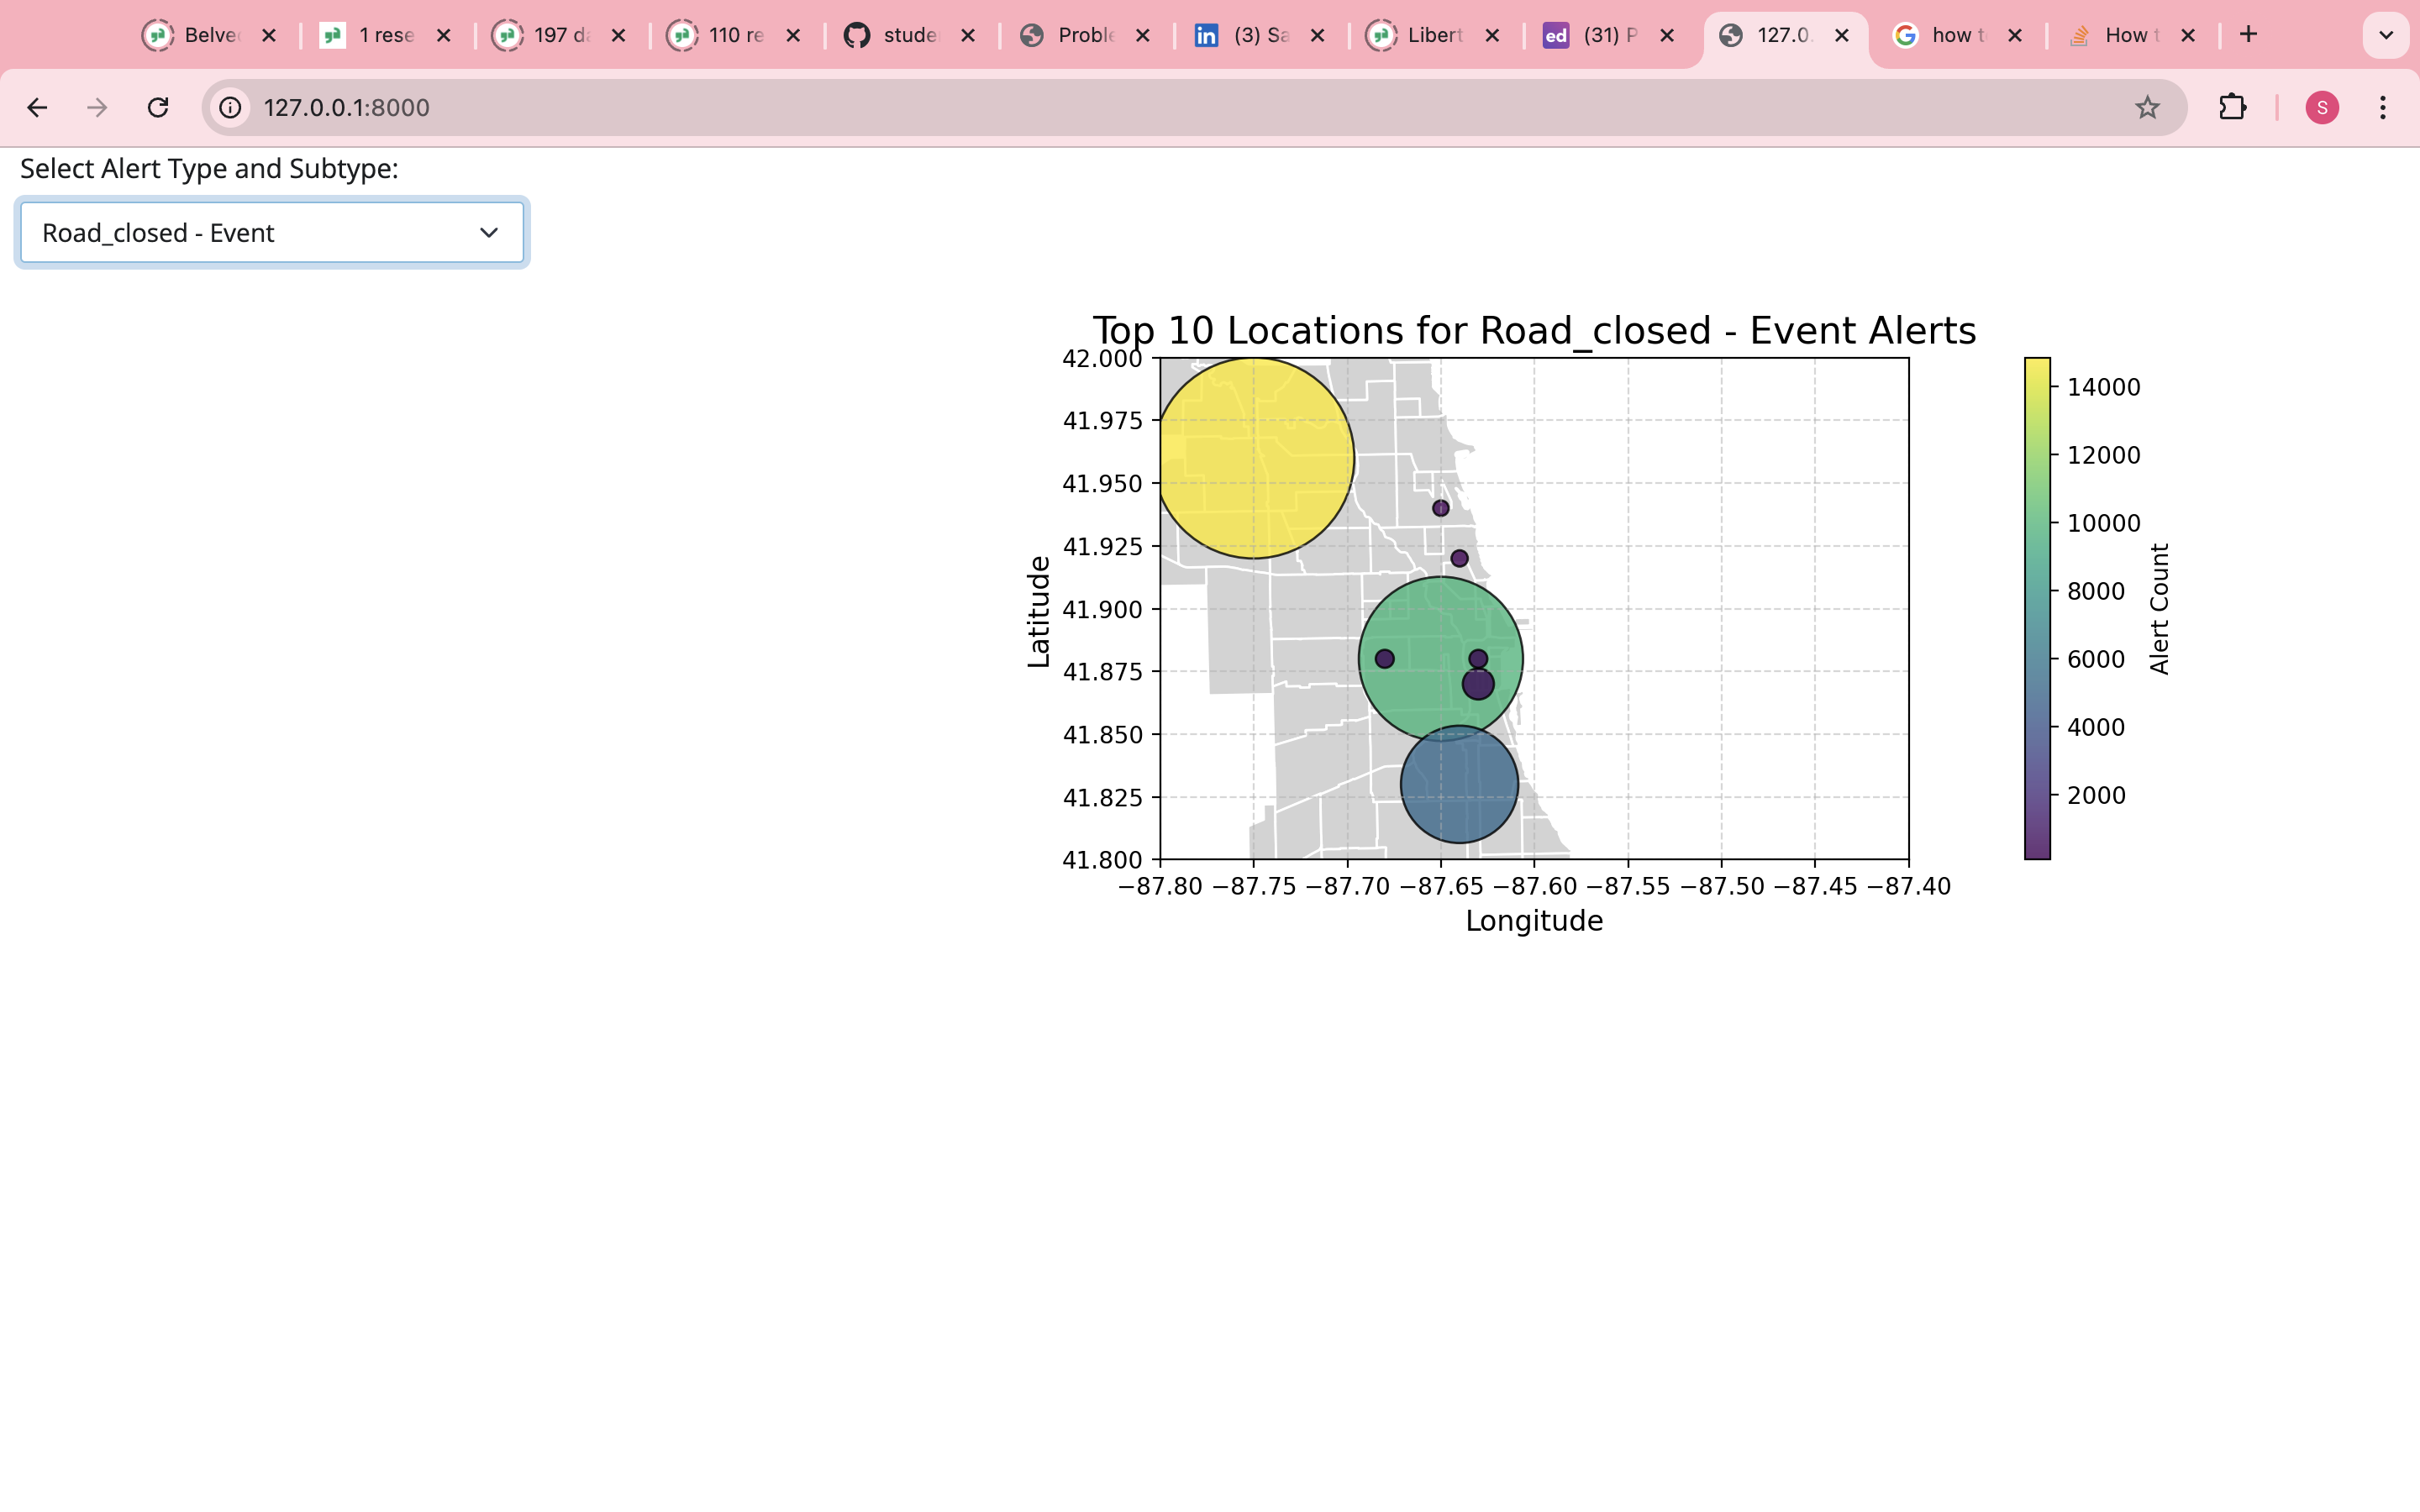 Belve
1 rese
197 d
110 re
stude
Proble
(3) Sa
Libert
(31) P
127.0.
how t
How t
127.0.0.1:8000
S
Select Alert Type and Subtype:
Road_closed - Event
Top 10 Locations for Road_closed - Event Alerts
42.000
41.975
41.950
41.925
41.900
41.875
41.850
41.825
41.800
Latitude
−87.80 −87.75 −87.70 −87.65 −87.60 −87.55 −87.50 −87.45 −87.40
Longitude
14000
12000
10000
8000
6000
4000
2000
Alert Count